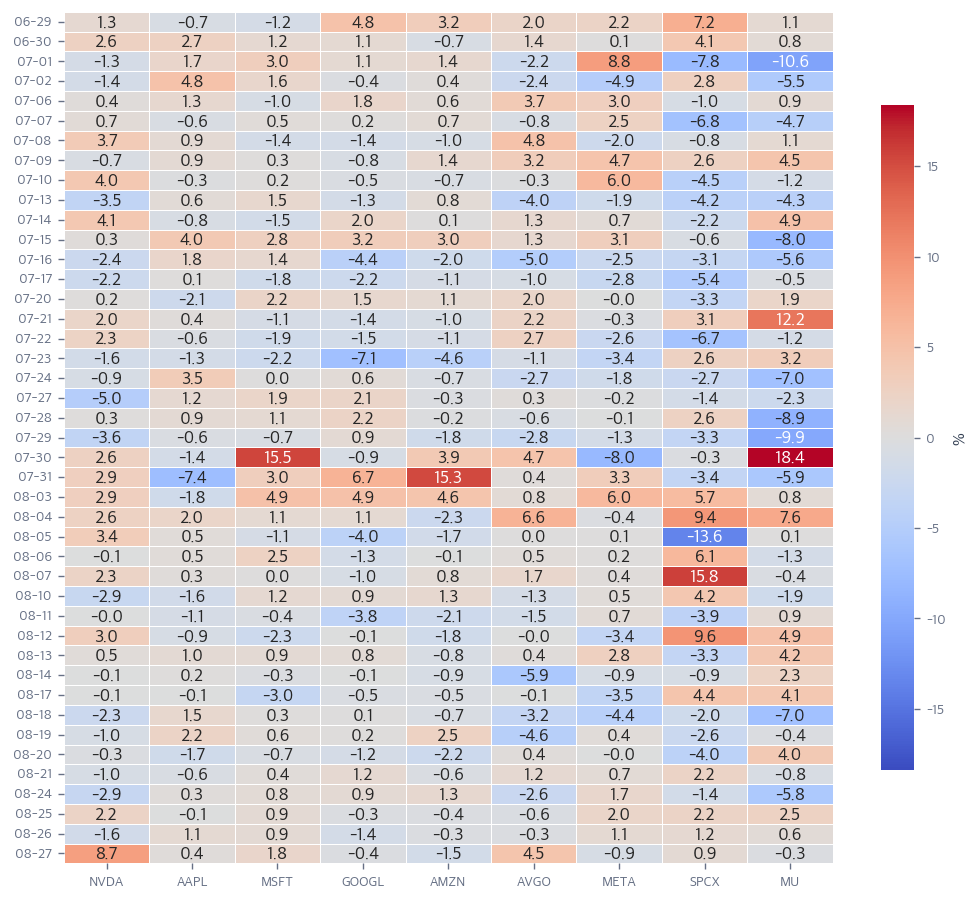 06-29 1.3 -0.7 -1.2 4.8 3.2 2.0 2.2 7.2 1.1
06-30 2.6 2.7 1.2 1.1 -0.7 1.4 0.1 4.1 0.8
07-01 -1.3 1.7 3.0 1.1 1.4 -2.2 8.8 -7.8 -10.6
07-02 -1.4 4.8 1.6 -0.4 0.4 -2.4 -4.9 2.8 -5.5
07-06 0.4 1.3 -1.0 1.8 0.6 3.7 3.0 -1.0 0.9
07-07 0.7 -0.6 0.5 0.2 0.7 -0.8 2.5 -6.8 -4.7
07-08 3.7 0.9 -1.4 -1.4 -1.0 4.8 -2.0 -0.8 1.1
07-09 -0.7 0.9 0.3 -0.8 1.4 3.2 4.7 2.6 4.5
07-10 4.0 -0.3 0.2 -0.5 -0.7 -0.3 6.0 -4.5 -1.2
07-13 -3.5 0.6 1.5 -1.3 0.8 -4.0 -1.9 -4.2 -4.3
07-14 4.1 -0.8 -1.5 2.0 0.1 1.3 0.7 -2.2 4.9
07-15 0.3 4.0 2.8 3.2 3.0 1.3 3.1 -0.6 -8.0
07-16 -2.4 1.8 1.4 -4.4 -2.0 -5.0 -2.5 -3.1 -5.6
07-17 -2.2 0.1 -1.8 -2.2 -1.1 -1.0 -2.8 -5.4 -0.5
07-20 0.2 -2.1 2.2 1.5 1.1 2.0 -0.0 -3.3 1.9
07-21 2.0 0.4 -1.1 -1.4 -1.0 2.2 -0.3 3.1 12.2
07-22 2.3 -0.6 -1.9 -1.5 -1.1 2.7 -2.6 -6.7 -1.2
07-23 -1.6 -1.3 -2.2 -7.1 -4.6 -1.1 -3.4 2.6 3.2
07-24 -0.9 3.5 0.0 0.6 -0.7 -2.7 -1.8 -2.7 -7.0
07-27 -5.0 1.2 1.9 2.1 -0.3 0.3 -0.2 -1.4 -2.3
07-28 0.3 0.9 1.1 2.2 -0.2 -0.6 -0.1 2.6 -8.9
07-29 -3.6 -0.6 -0.7 0.9 -1.8 -2.8 -1.3 -3.3 -9.9
07-30 2.6 -1.4 15.5 -0.9 3.9 4.7 -8.0 -0.3 18.4
07-31 2.9 -7.4 3.0 6.7 15.3 0.4 3.3 -3.4 -5.9
08-03 2.9 -1.8 4.9 4.9 4.6 0.8 6.0 5.7 0.8
08-04 2.6 2.0 1.1 1.1 -2.3 6.6 -0.4 9.4 7.6
08-05 3.4 0.5 -1.1 -4.0 -1.7 0.0 0.1 -13.6 0.1
08-06 -0.1 0.5 2.5 -1.3 -0.1 0.5 0.2 6.1 -1.3
08-07 2.3 0.3 0.0 -1.0 0.8 1.7 0.4 15.8 -0.4
08-10 -2.9 -1.6 1.2 0.9 1.3 -1.3 0.5 4.2 -1.9
08-11 -0.0 -1.1 -0.4 -3.8 -2.1 -1.5 0.7 -3.9 0.9
08-12 3.0 -0.9 -2.3 -0.1 -1.8 -0.0 -3.4 9.6 4.9
08-13 0.5 1.0 0.9 0.8 -0.8 0.4 2.8 -3.3 4.2
08-14 -0.1 0.2 -0.3 -0.1 -0.9 -5.9 -0.9 -0.9 2.3
08-17 -0.1 -0.1 -3.0 -0.5 -0.5 -0.1 -3.5 4.4 4.1
08-18 -2.3 1.5 0.3 0.1 -0.7 -3.2 -4.4 -2.0 -7.0
08-19 -1.0 2.2 0.6 0.2 2.5 -4.6 0.4 -2.6 -0.4
08-20 -0.3 -1.7 -0.7 -1.2 -2.2 0.4 -0.0 -4.0 4.0
08-21 -1.0 -0.6 0.4 1.2 -0.6 1.2 0.7 2.2 -0.8
08-24 -2.9 0.3 0.8 0.9 1.3 -2.6 1.7 -1.4 -5.8
08-25 2.2 -0.1 0.9 -0.3 -0.4 -0.6 2.0 2.2 2.5
08-26 -1.6 1.1 0.9 -1.4 -0.3 -0.3 1.1 1.2 0.6
08-27 8.7 0.4 1.8 -0.4 -1.5 4.5 -0.9 0.9 -0.3
NVDA AAPL MSFT GOOGL AMZN AVGO META SPCX MU
15
10
5
0
-5
-10
-15
%